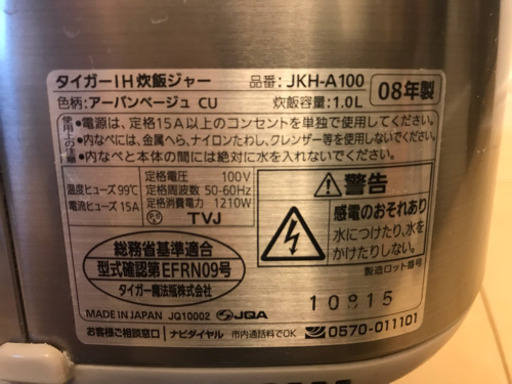 タイガーIH炊飯ジャー 品番: JKH-A100 08年製
色柄: アーバンベージュ CU 炊飯容量: 1.0L
使用上の注意
●電源は、定格15A以上のコンセントを単独で使用してください。
●内なべには、金属へら、ナイロンたわし、クレンザー等を使用しないでください。
●内なべと本体の間には絶対に水を入れないでください。
温度ヒューズ 99℃
電流ヒューズ 15A
定格電圧 100V
定格周波数 50-60Hz
定格消費電力 1210W
TVJ
総務省基準適合
型式確認第EFRN09号
タイガー魔法瓶株式会社
警告
感電のおそれあり
水につけたり、水を
かけたりしない。
製造ロット番号
10815
MADE IN JAPAN JQ10002 JQA
お客様ご相談窓口 ナビダイヤル 市内通話料でOK 0570-011101